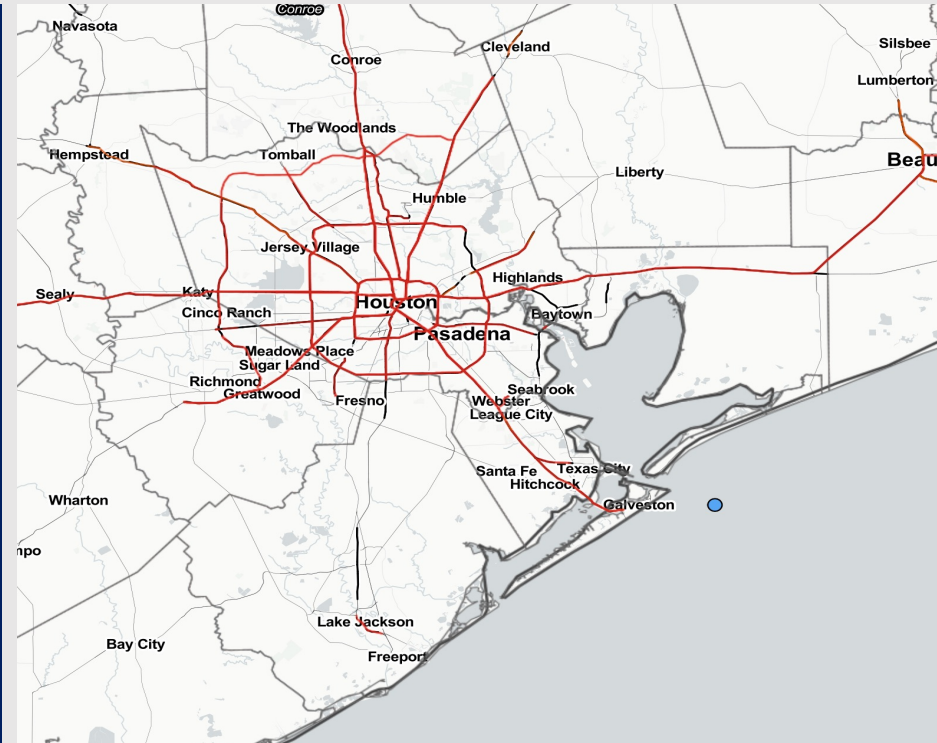 Conroe
Navasota
Silsbee
Cleveland
Conroe
Lumberton
The Woodlands
Hempstead
Tomball
Beau
Liberty
Humble
Jersey Village
Highlands
Sealy
Katy
Houston
Cinco Ranch
Baytown
Pasadena
Meadows Place
Sugar Land
Richmond
Greatwood
Seabrook
Fresno
Webster
League City
Santa Fe
Texas City
Hitchcock
Wharton
Galveston
mpo
Lake Jackson
Bay City
Freeport